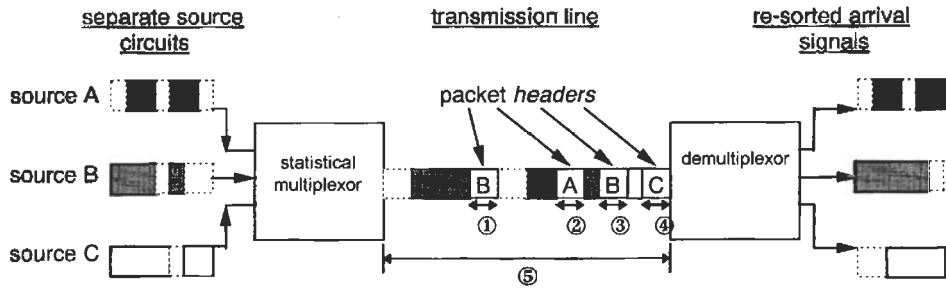 separate source
circuits
transmission line
re-sorted arrival
signals
source A
packet headers
statistical
multiplexor
demultiplexor
source B
B
A
B
C
①
②
③
④
source C
⑤